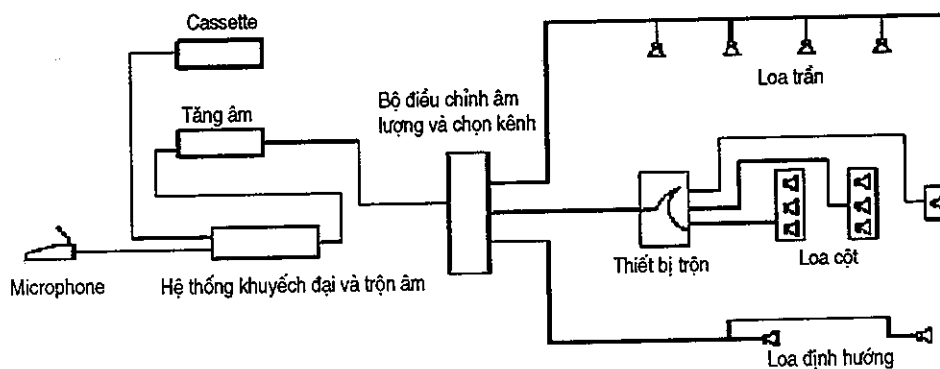 Cassette
Tăng âm
Bộ điều chỉnh âm
lượng và chọn kênh
Loa trần
Microphone
Hệ thống khuyếch đại và trộn âm
Thiết bị trộn
Loa cột
Loa định hướng